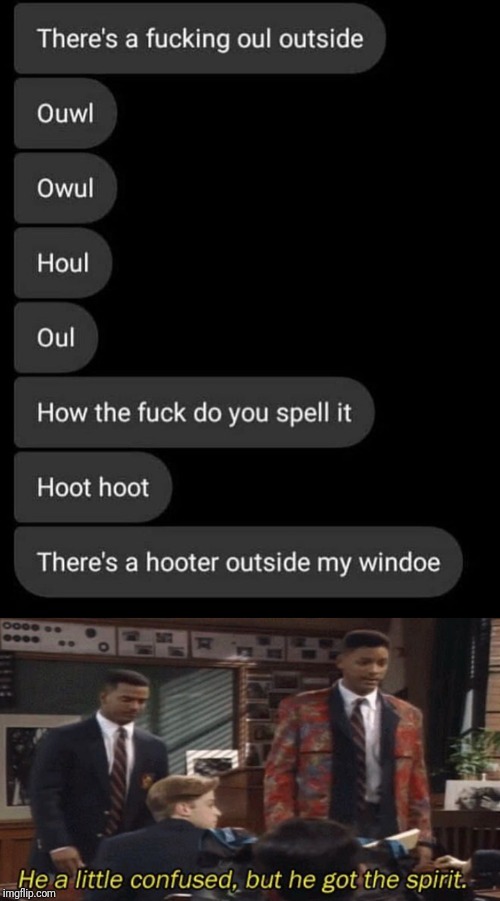 There's a fucking oul outside
Ouwl
Owul
Houl
Oul
How the fuck do you spell it
Hoot hoot
There's a hooter outside my windoe
He a little confused, but he got the spirit.
imgflip.com